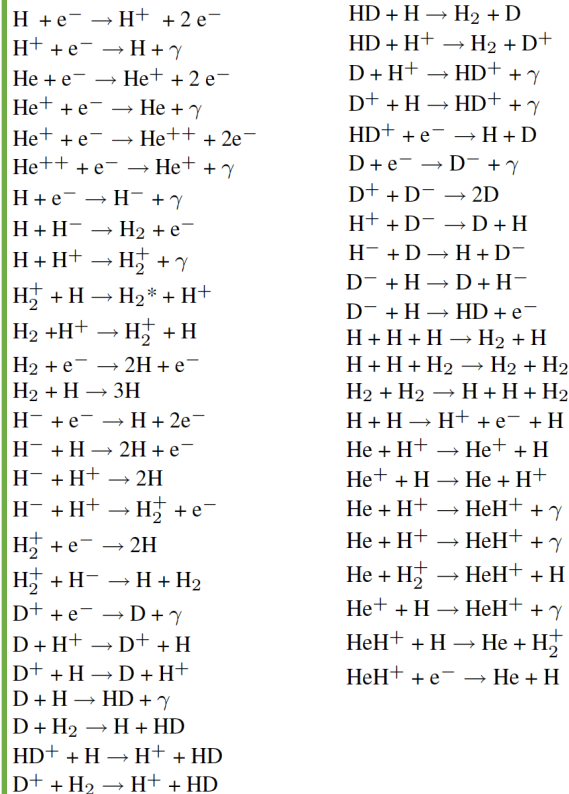 H + e⁻ → H⁺ + 2 e⁻
H⁺ + e⁻ → H + γ
He + e⁻ → He⁺ + 2 e⁻
He⁺ + e⁻ → He + γ
He⁺ + e⁻ → He⁺⁺ + 2e⁻
He⁺⁺ + e⁻ → He⁺ + γ
H + e⁻ → H⁻ + γ
H + H⁻ → H₂ + e⁻
H + H⁺ → H₂⁺ + γ
H₂⁺ + H → H₂* + H⁺
H₂ +H⁺ → H₂⁺ + H
H₂ + e⁻ → 2H + e⁻
H₂ + H → 3H
H⁻ + e⁻ → H + 2e⁻
H⁻ + H → 2H + e⁻
H⁻ + H⁺ → 2H
H⁻ + H⁺ → H₂⁺ + e⁻
H₂⁺ + e⁻ → 2H
H₂⁺ + H⁻ → H + H₂
D⁺ + e⁻ → D + γ
D + H⁺ → D⁺ + H
D⁺ + H → D + H⁺
D + H → HD + γ
D + H₂ → H + HD
HD⁺ + H → H⁺ + HD
D⁺ + H₂ → H⁺ + HD
HD + H → H₂ + D
HD + H⁺ → H₂ + D⁺
D + H⁺ → HD⁺ + γ
D⁺ + H → HD⁺ + γ
HD⁺ + e⁻ → H + D
D + e⁻ → D⁻ + γ
D⁺ + D⁻ → 2D
H⁺ + D⁻ → D + H
H⁻ + D → H + D⁻
D⁻ + H → D + H⁻
D⁻ + H → HD + e⁻
H + H + H → H₂ + H
H + H + H₂ → H₂ + H₂
H₂ + H₂ → H + H + H₂
H + H → H⁺ + e⁻ + H
He + H⁺ → He⁺ + H
He⁺ + H → He + H⁺
He + H⁺ → HeH⁺ + γ
He + H⁺ → HeH⁺ + γ
He + H₂⁺ → HeH⁺ + H
He⁺ + H → HeH⁺ + γ
HeH⁺ + H → He + H₂⁺
HeH⁺ + e⁻ → He + H